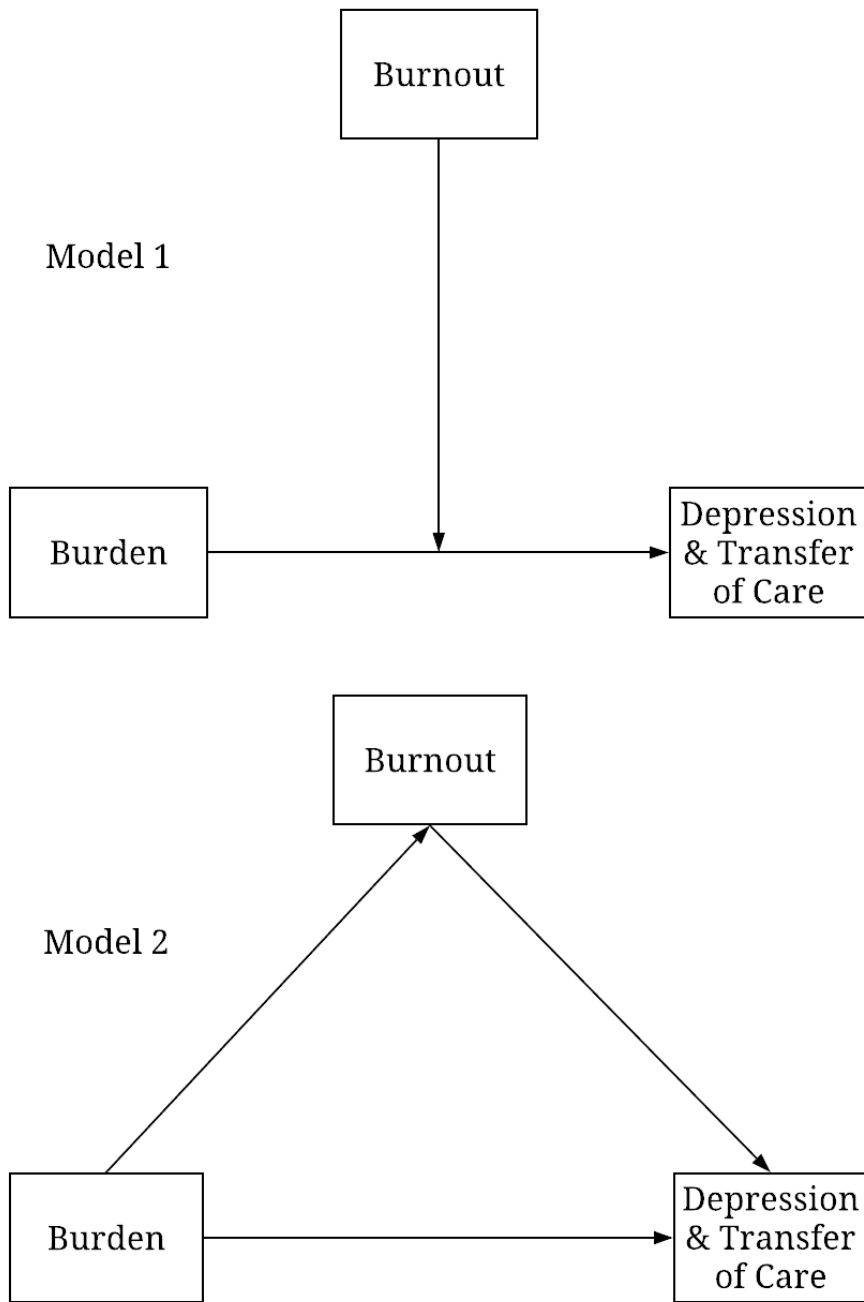 Burnout
Model 1
Burden
Depression
& Transfer
of Care
Burnout
Model 2
Burden
Depression
& Transfer
of Care